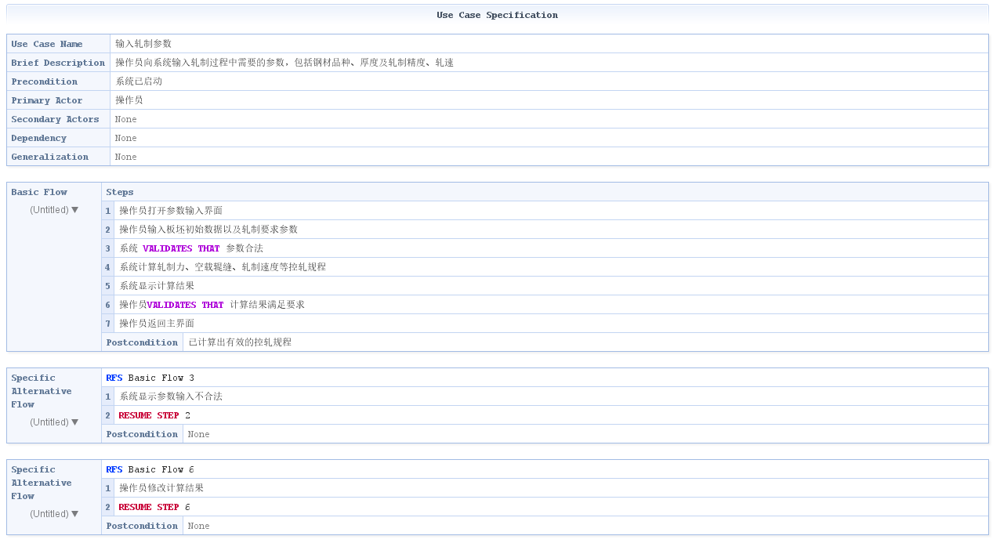 Use Case Specification
Use Case Name 输入轧制参数
Brief Description 操作员向系统输入轧制过程中需要的参数，包括钢材品种、厚度及轧制精度、轧速
Precondition 系统已启动
Primary Actor 操作员
Secondary Actors None
Dependency None
Generalization None
Basic Flow Steps
(Untitled) ▼
1 操作员打开参数输入界面
2 操作员输入板坯初始数据以及轧制要求参数
3 系统 VALIDATES THAT 参数合法
4 系统计算轧制力、空载辊缝、轧制速度等控轧规程
5 系统显示计算结果
6 操作员VALIDATES THAT 计算结果满足要求
7 操作员返回主界面
Postcondition 已计算出有效的控轧规程
Specific
Alternative
Flow
(Untitled) ▼
RFS Basic Flow 3
1 系统显示参数输入不合法
2 RESUME STEP 2
Postcondition None
Specific
Alternative
Flow
(Untitled) ▼
RFS Basic Flow 6
1 操作员修改计算结果
2 RESUME STEP 6
Postcondition None